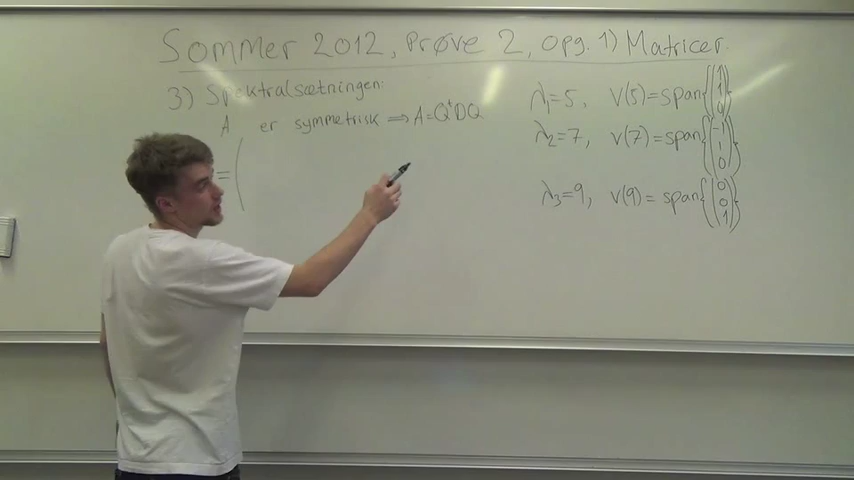 Sommer 2012, Prøve 2, opg. 1) Matricer.
3) Spektralsætningen:
A er symmetrisk ⟹ A=QᵗDQ
= (
λ₁=5, V(5)=span{(1 1 0)}
λ₂=7, V(7)=span{(-1 1 0)}
λ₃=9, V(9)=span{(0 0 1)}